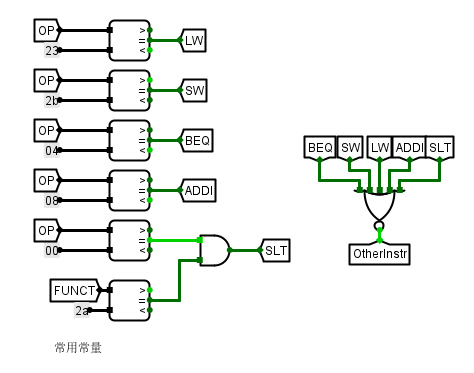 OP
23
>
=
<
LW
OP
2b
>
=
<
SW
OP
04
>
=
<
BEQ
OP
08
>
=
<
ADDI
OP
00
>
=
<
SLT
FUNCT
2a
>
=
<
BEQ SW LW ADDI SLT
OtherInstr
常用常量